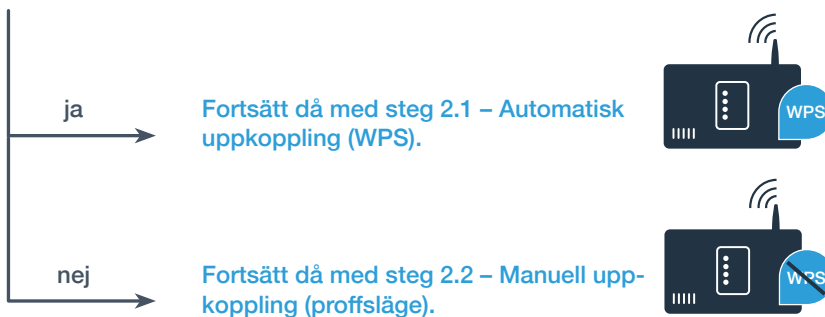 ja
Fortsätt då med steg 2.1 – Automatisk
uppkoppling (WPS).
WPS
nej
Fortsätt då med steg 2.2 – Manuell upp-
koppling (proffsläge).
WPS